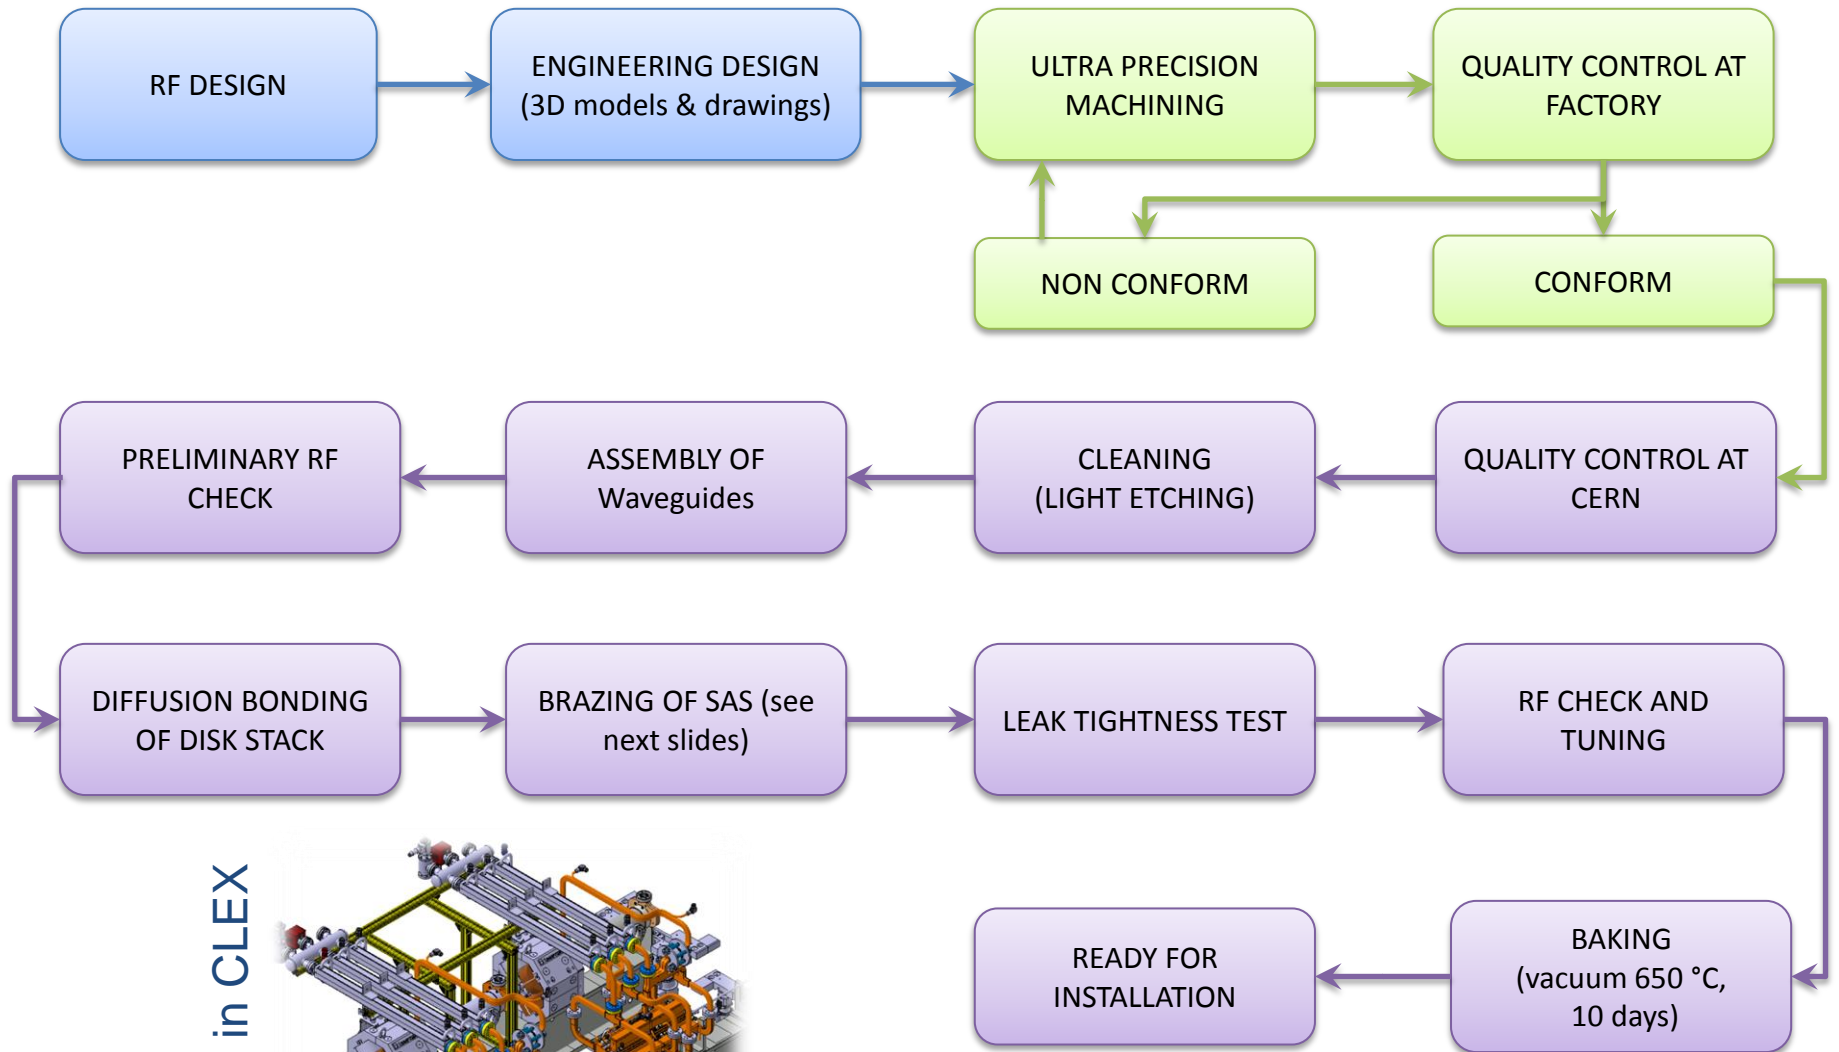 RF DESIGN
ENGINEERING DESIGN
(3D models & drawings)
ULTRA PRECISION
MACHINING
QUALITY CONTROL AT
FACTORY
NON CONFORM
CONFORM
PRELIMINARY RF
CHECK
ASSEMBLY OF
Waveguides
CLEANING
(LIGHT ETCHING)
QUALITY CONTROL AT
CERN
DIFFUSION BONDING
OF DISK STACK
BRAZING OF SAS (see
next slides)
LEAK TIGHTNESS TEST
RF CHECK AND
TUNING
in CLEX
READY FOR
INSTALLATION
BAKING
(vacuum 650 °C,
10 days)